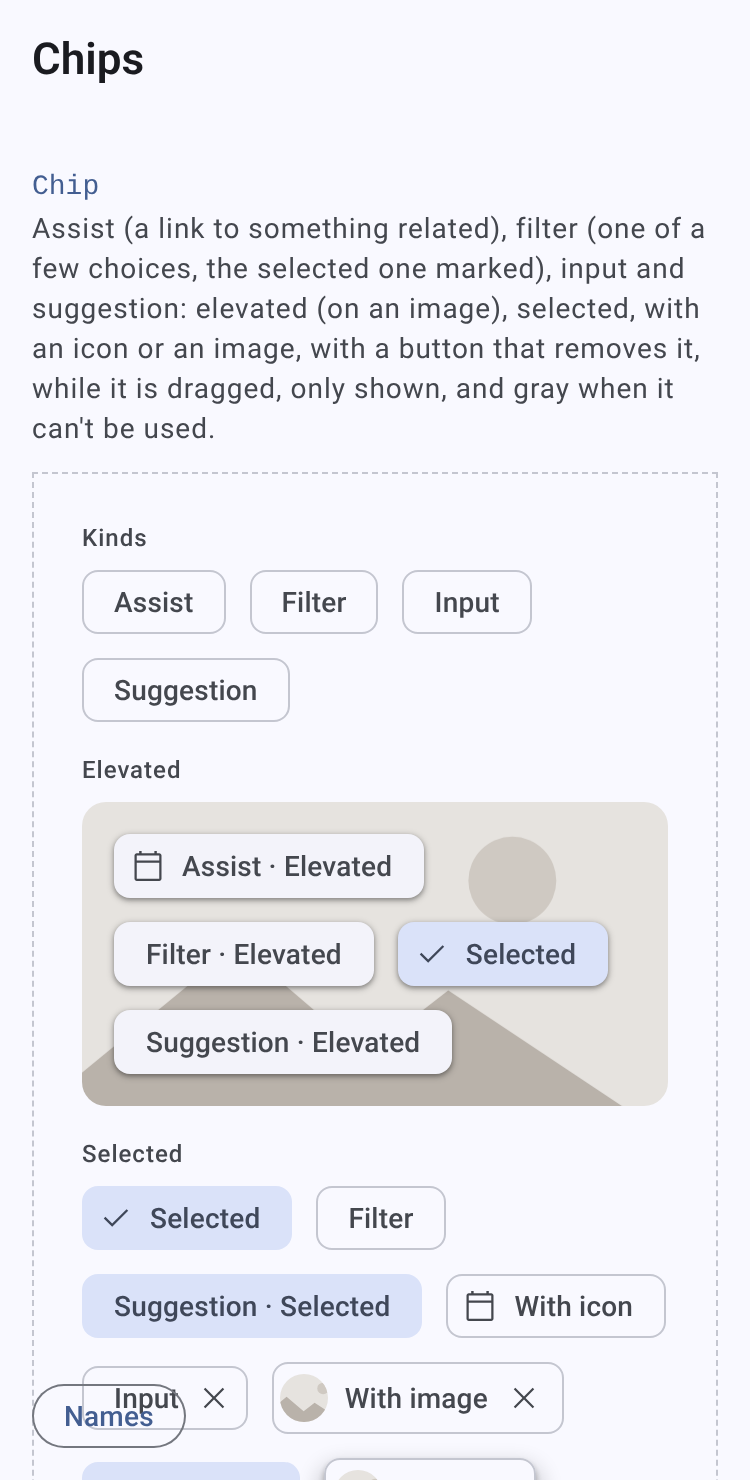 Chips
Chip
Assist (a link to something related), filter (one of a
few choices, the selected one marked), input and
suggestion: elevated (on an image), selected, with
an icon or an image, with a button that removes it,
while it is dragged, only shown, and gray when it
can't be used.
Kinds
Assist Filter Input
Suggestion
Elevated
Assist · Elevated
Filter · Elevated Selected
Suggestion · Elevated
Selected
Selected Filter
Suggestion · Selected With icon
Input With image
Names